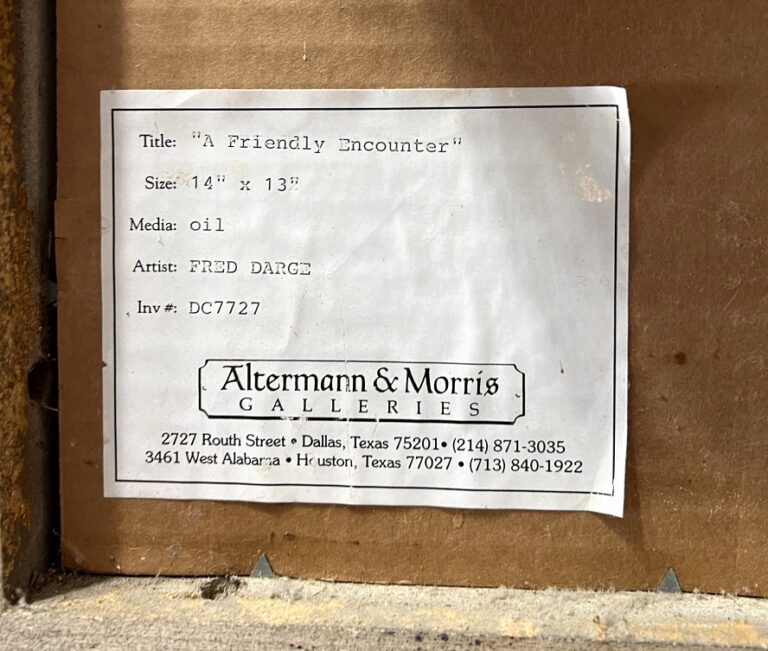 Title: "A Friendly Encounter"
Size: 14" x 13"
Media: oil
Artist: FRED DARGE
Inv #: DC7727
Altermann & Morris
GALLERIES
2727 Routh Street • Dallas, Texas 75201 • (214) 871-3035
3461 West Alabama • Houston, Texas 77027 • (713) 840-1922